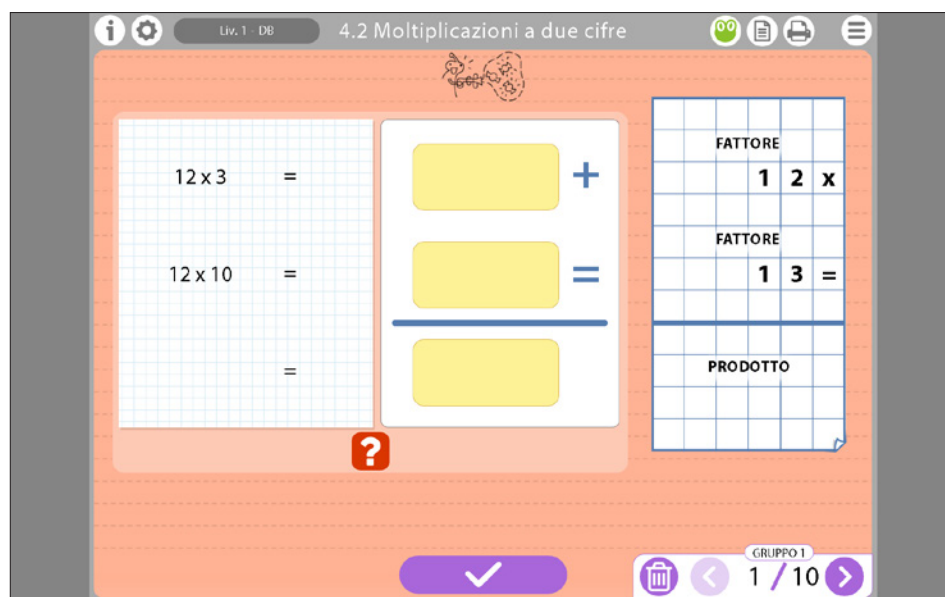 i
Liv. 1 - DB
4.2 Moltiplicazioni a due cifre
12 x 3 =
+
12 x 10 =
=
=
?
FATTORE
1 2 x
FATTORE
1 3 =
PRODOTTO
GRUPPO 1
1 / 10